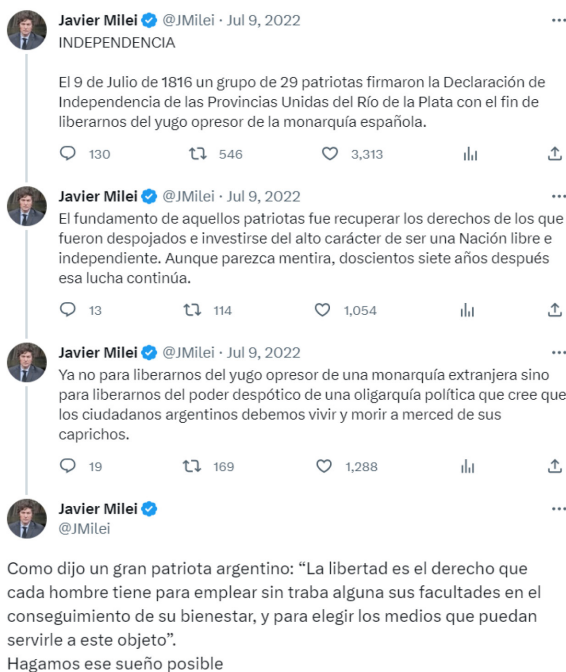 Javier Milei @JMilei · Jul 9, 2022
INDEPENDENCIA
El 9 de Julio de 1816 un grupo de 29 patriotas firmaron la Declaración de
Independencia de las Provincias Unidas del Río de la Plata con el fin de
liberarnos del yugo opresor de la monarquía española.
130 546 3,313
Javier Milei @JMilei · Jul 9, 2022
El fundamento de aquellos patriotas fue recuperar los derechos de los que
fueron despojados e investirse del alto carácter de ser una Nación libre e
independiente. Aunque parezca mentira, doscientos siete años después
esa lucha continúa.
13 114 1,054
Javier Milei @JMilei · Jul 9, 2022
Ya no para liberarnos del yugo opresor de una monarquía extranjera sino
para liberarnos del poder despótico de una oligarquía política que cree que
los ciudadanos argentinos debemos vivir y morir a merced de sus
caprichos.
19 169 1,288
Javier Milei
@JMilei
Como dijo un gran patriota argentino: “La libertad es el derecho que
cada hombre tiene para emplear sin traba alguna sus facultades en el
conseguimiento de su bienestar, y para elegir los medios que puedan
servirle a este objeto”.
Hagamos ese sueño posible